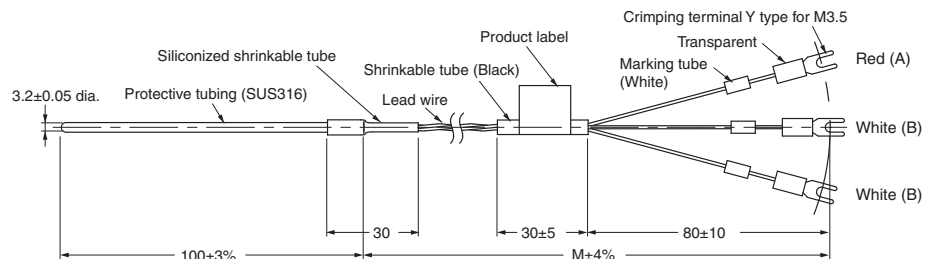 Crimping terminal Y type for M3.5
Product label
Transparent
Siliconized shrinkable tube
Marking tube
(White)
Red (A)
Shrinkable tube (Black)
3.2±0.05 dia.
Protective tubing (SUS316)
Lead wire
White (B)
White (B)
30
30±5
80±10
100±3%
M±4%